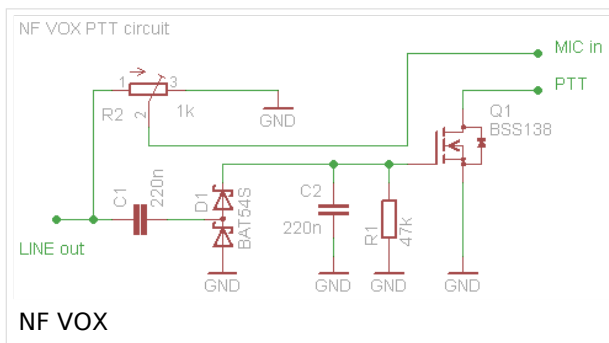 NF VOX PTT circuit
MIC in
PTT
1
3
R2
2
1k
GND
Q1
BSS138
C1
220n
D1
BAT54S
C2
220n
R1
47k
LINE out
GND
GND
GND
GND
NF VOX